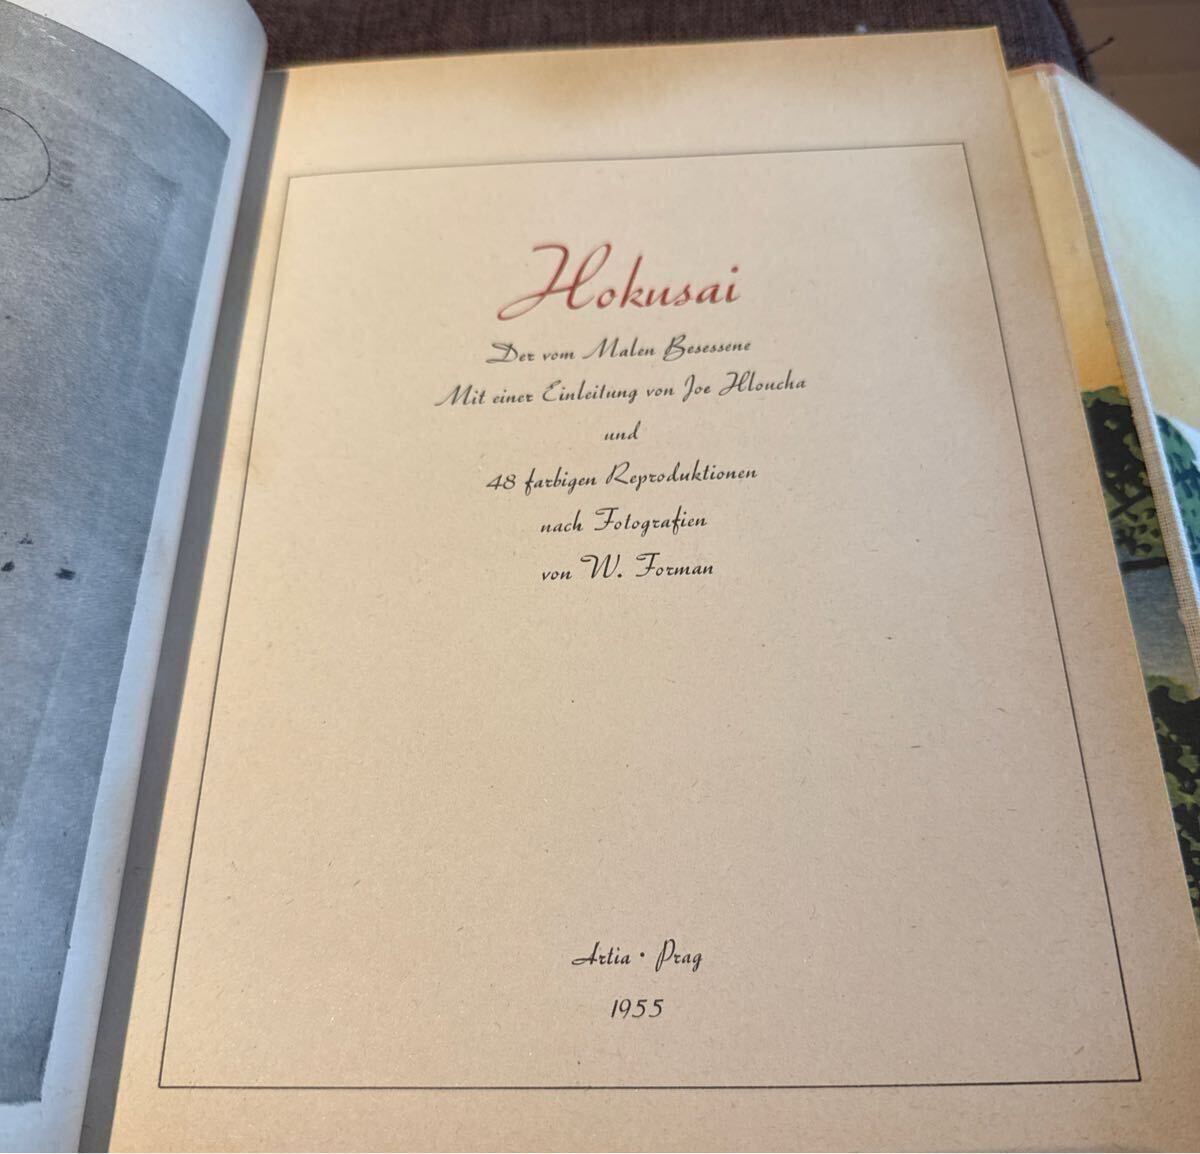 Hokusai
Der vom Malen Besessene
Mit einer Einleitung von Joe Hloucha
und
48 farbigen Reproduktionen
nach Fotografien
von W. Forman
Artia · Prag
1955